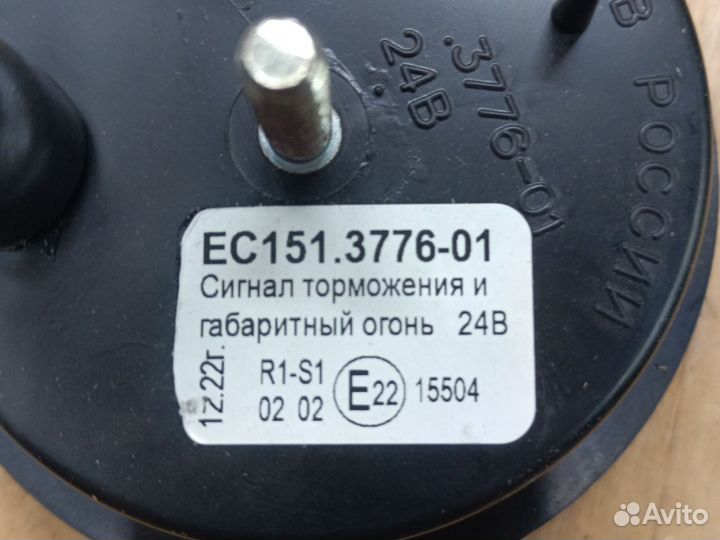 В РОССИИ
.3776-01
24В.
ЕС151.3776-01
Сигнал торможения и
габаритный огонь 24В
12.22г.
R1-S1
02 02
E22
15504
Avito